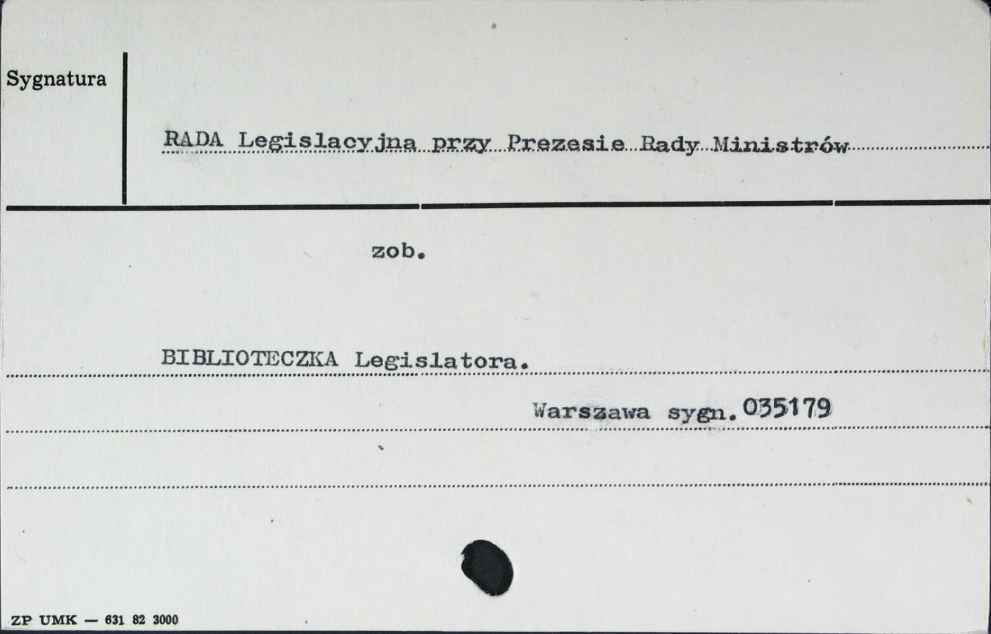 Sygnatura
RADA Legislacyjna przy Prezesie Rady Ministrów
zob.
BIBLIOTECZKA Legislatora.
Warszawa sygn. 035179
ZP UMK — 631 82 3000